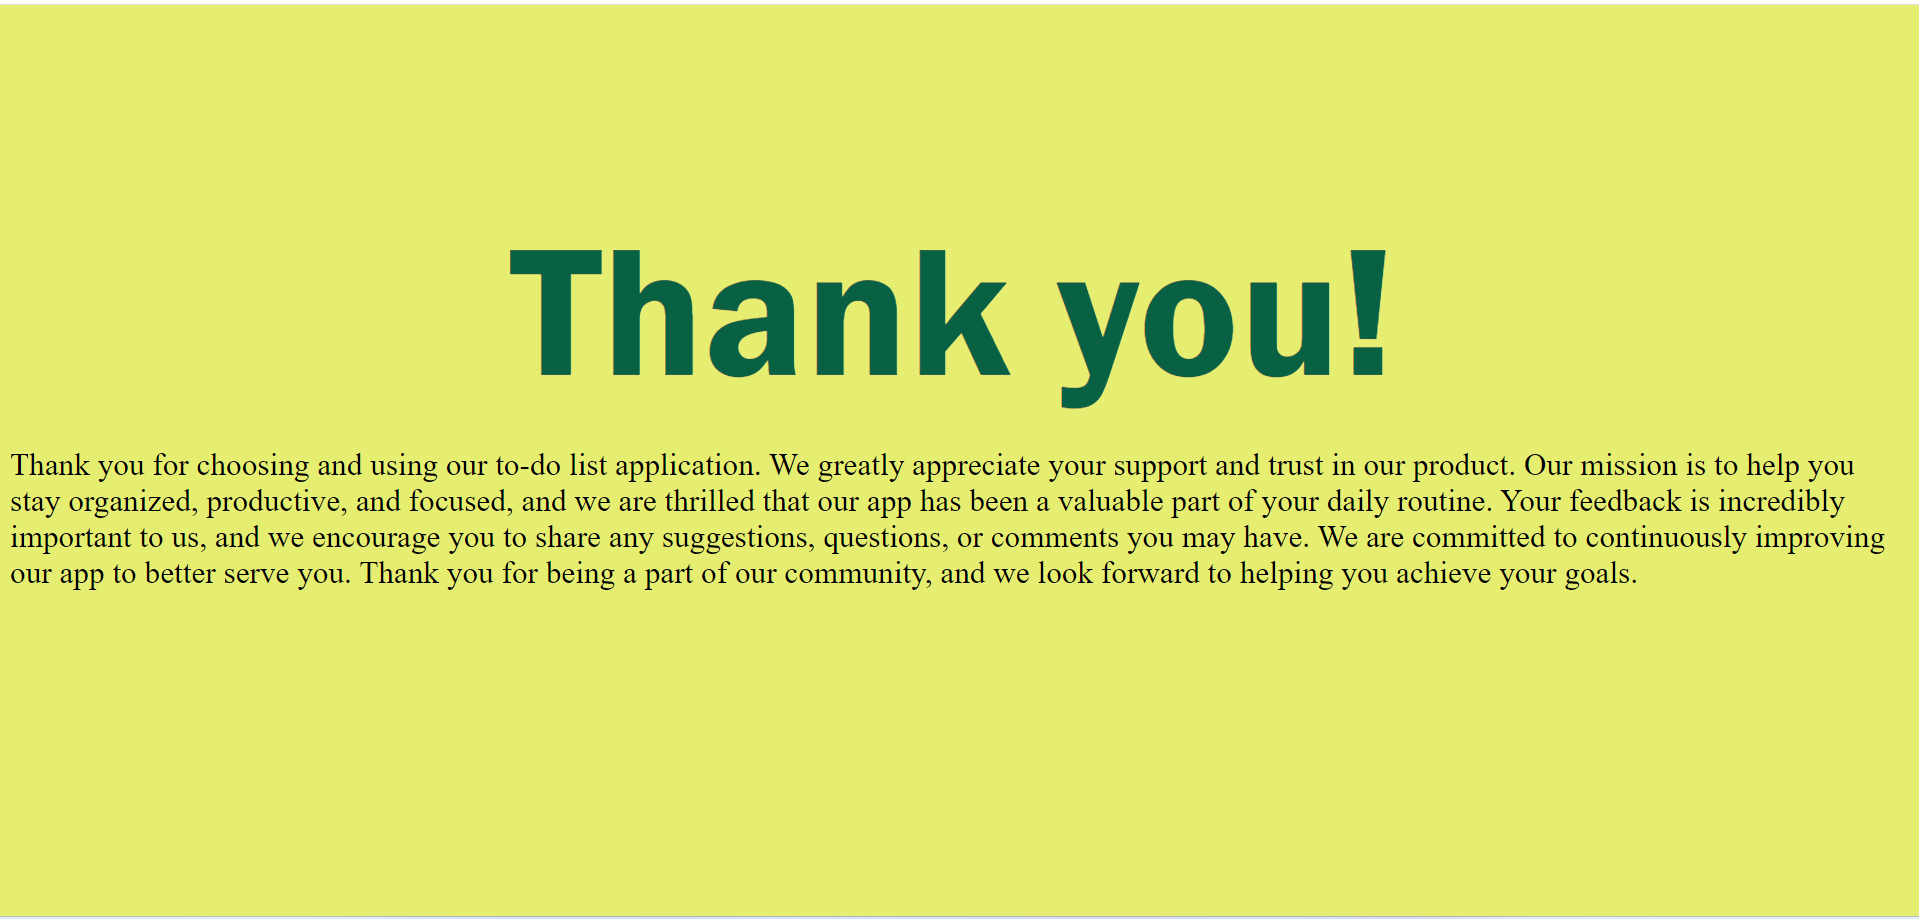 Thank you!
Thank you for choosing and using our to-do list application. We greatly appreciate your support and trust in our product. Our mission is to help you
stay organized, productive, and focused, and we are thrilled that our app has been a valuable part of your daily routine. Your feedback is incredibly
important to us, and we encourage you to share any suggestions, questions, or comments you may have. We are committed to continuously improving
our app to better serve you. Thank you for being a part of our community, and we look forward to helping you achieve your goals.